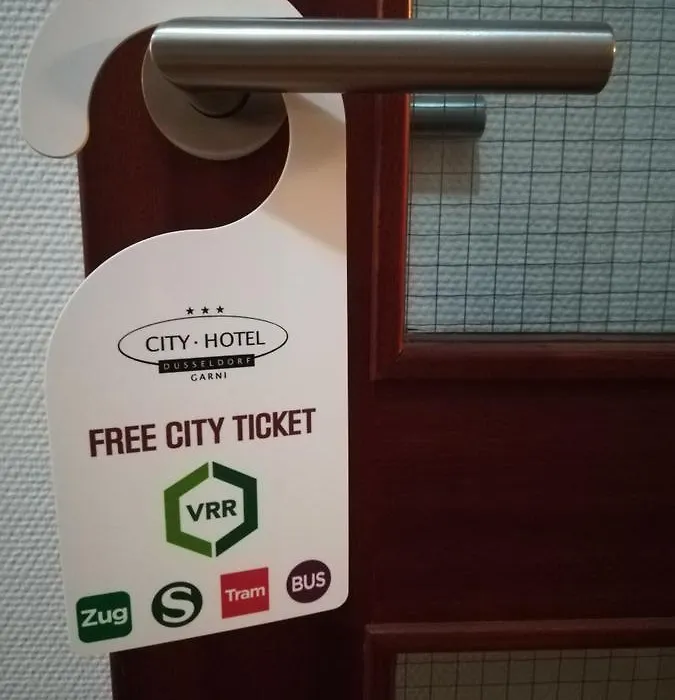 ★ ★ ★
CITY · HOTEL
DUSSELDORF
GARNI
FREE CITY TICKET
VRR
Zug S Tram BUS